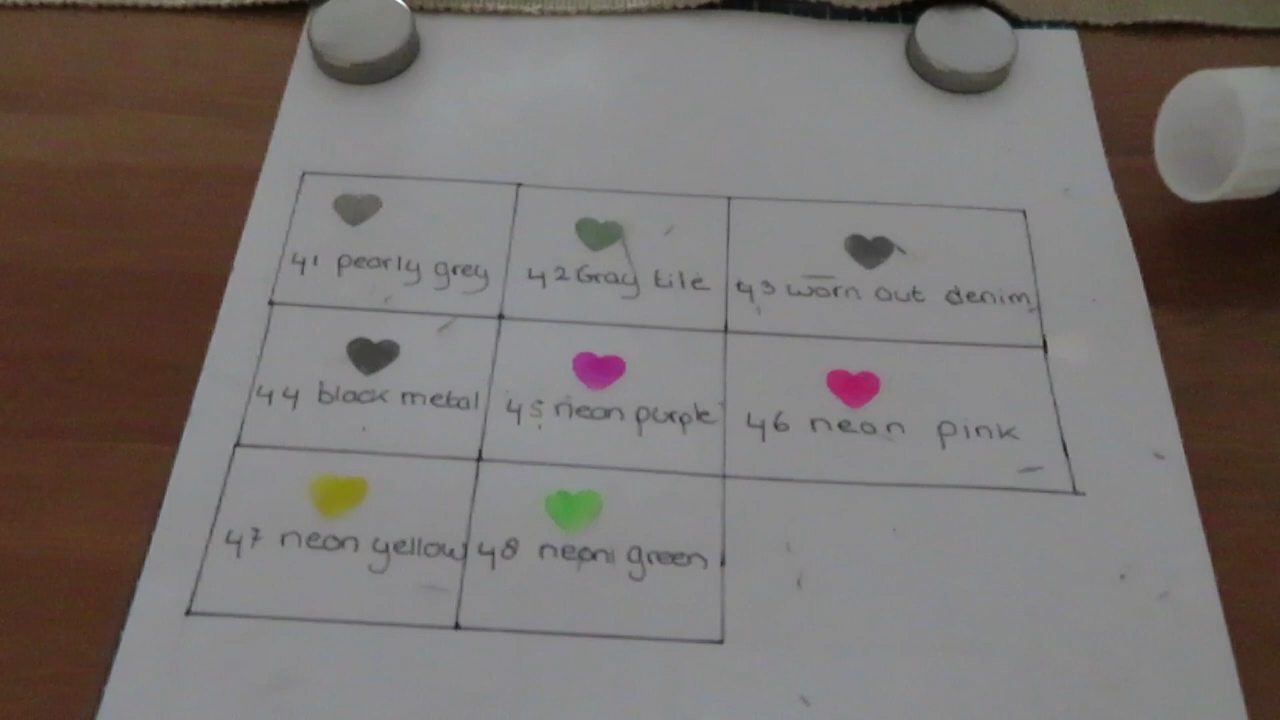 41 pearly grey
42 Gray tile
43 worn out denim
44 black metal
45 neon purple
46 neon pink
47 neon yellow
48 neon green